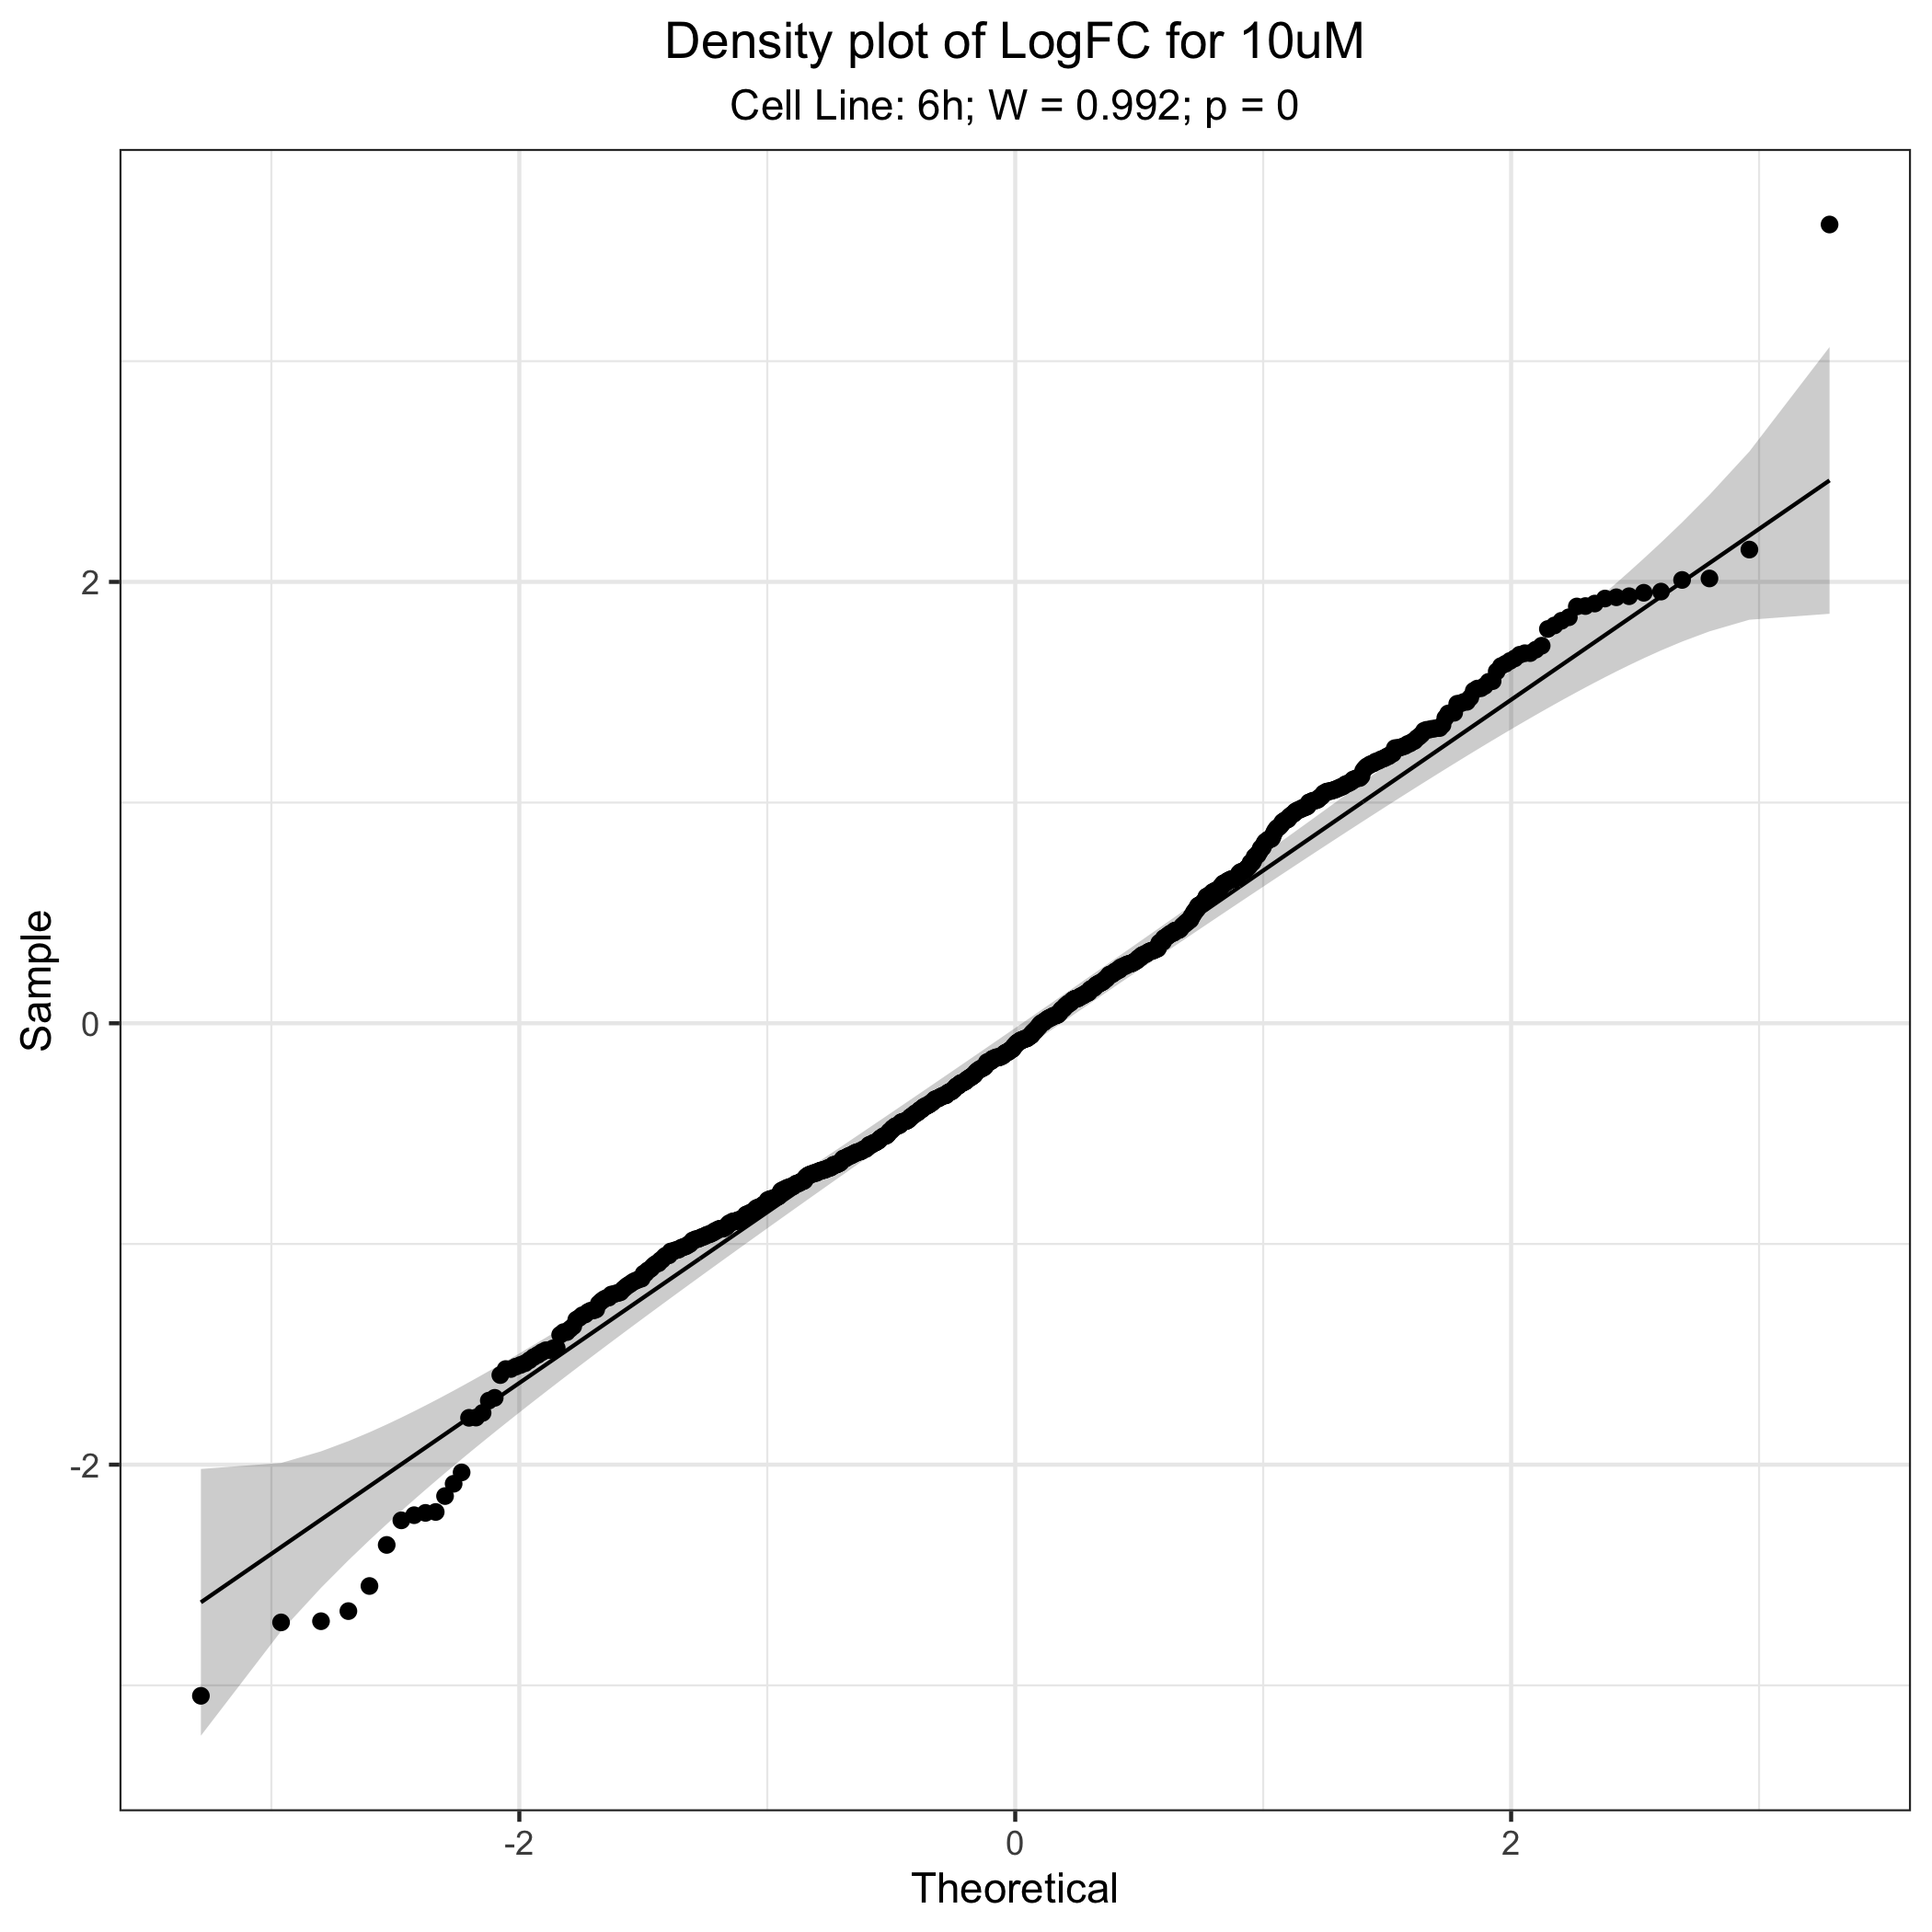 Density plot of LogFC for 10uM
Cell Line: 6h; W = 0.992; p = 0
Sample
2
0
-2
-2
0
2
Theoretical